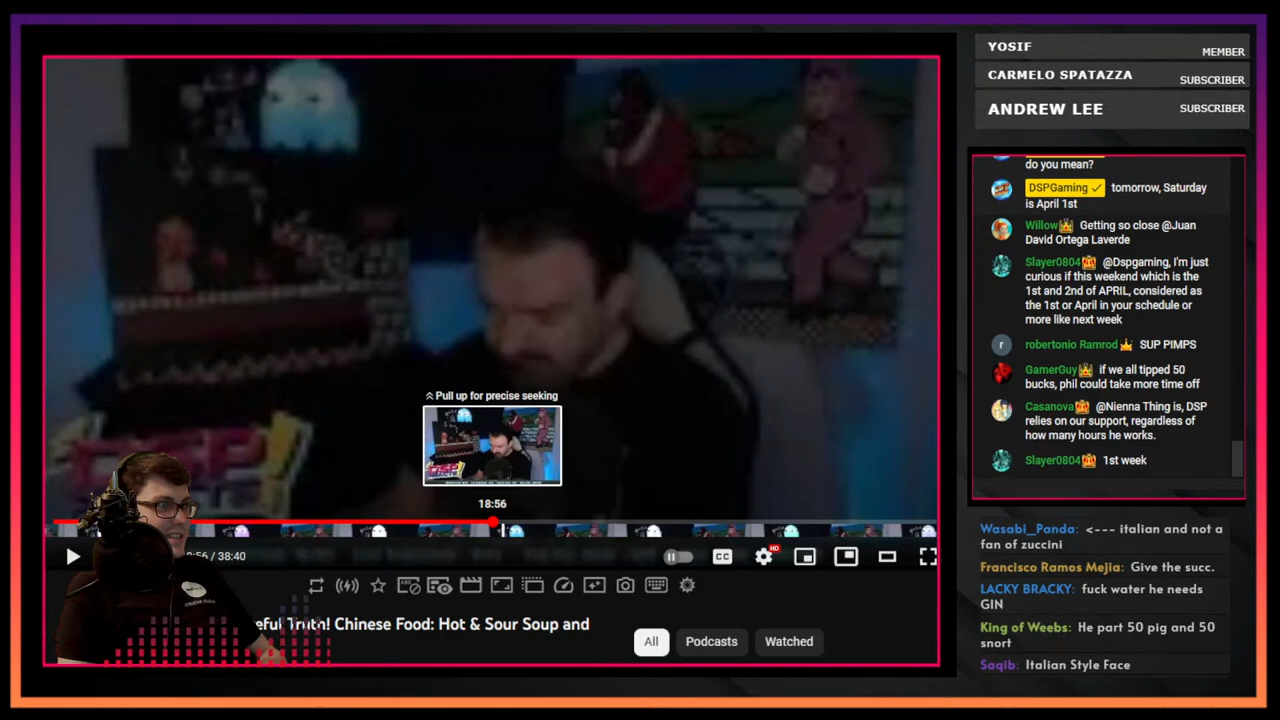 YOSIF
MEMBER
CARMELO SPATAZZA
SUBSCRIBER
ANDREW LEE
SUBSCRIBER
do you mean?
DSPGaming ✓ tomorrow, Saturday
is April 1st
Willow Getting so close @Juan
David Ortega Laverde
Slayer0804 @Dspgaming, I'm just
curious if this weekend which is the
1st and 2nd of APRIL, considered as
the 1st or April in your schedule or
more like next week
r robertonio Ramrod SUP PIMPS
GamerGuy if we all tipped 50
bucks, phil could take more time off
Casanova @Nienna Thing is, DSP
relies on our support, regardless of
how many hours he works.
Slayer0804 1st week
Wasabi_Panda: <--- italian and not a
fan of zuccini
Francisco Ramos Mejia: Give the succ.
LACKY BRACKY: fuck water he needs
GIN
King of Weebs: He part 50 pig and 50
snort
Saqib: Italian Style Face
Pull up for precise seeking
DSP!
18:56
8:56 / 38:40
CC
HD
eful Truth! Chinese Food: Hot & Sour Soup and
All
Podcasts
Watched